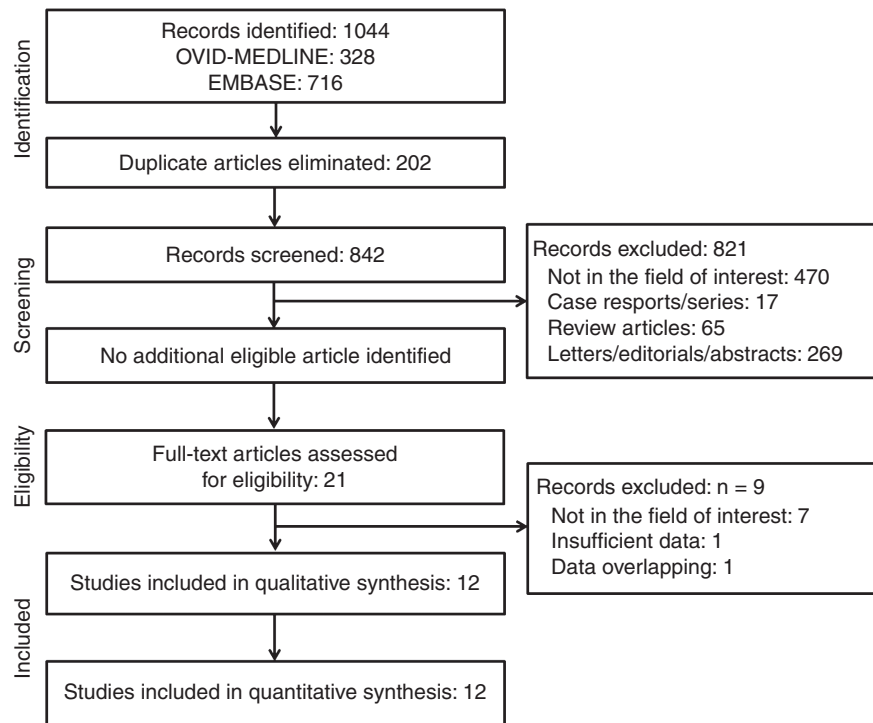 Identification
Records identified: 1044
OVID-MEDLINE: 328
EMBASE: 716
Duplicate articles eliminated: 202
Screening
Records screened: 842
Records excluded: 821
Not in the field of interest: 470
Case resports/series: 17
Review articles: 65
Letters/editorials/abstracts: 269
No additional eligible article identified
Eligibility
Full-text articles assessed
for eligibility: 21
Records excluded: n = 9
Not in the field of interest: 7
Insufficient data: 1
Data overlapping: 1
Included
Studies included in qualitative synthesis: 12
Studies included in quantitative synthesis: 12